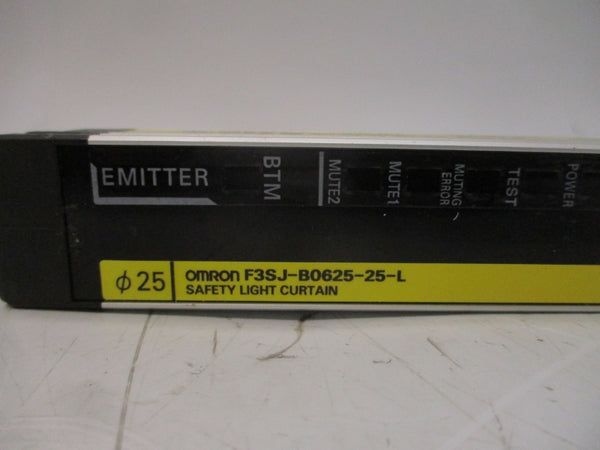 EMITTER
BTM
MUTE2
MUTE1
MUTING
ERROR
TEST
POWER
φ25
omron F3SJ-B0625-25-L
SAFETY LIGHT CURTAIN